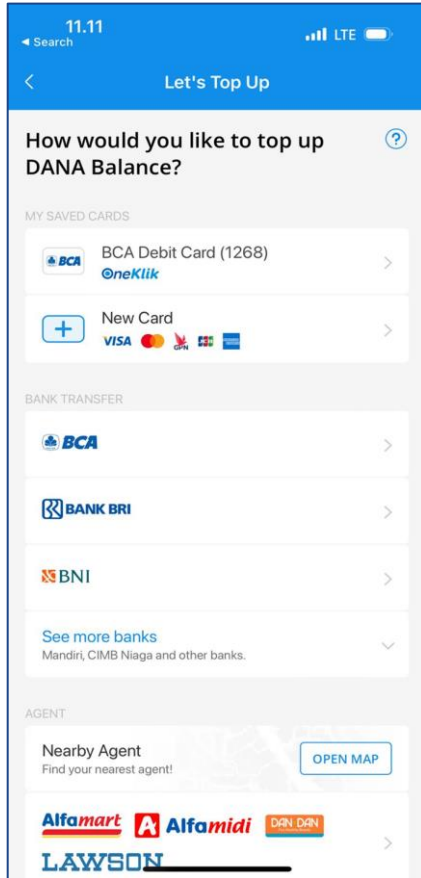 11.11
◀ Search
LTE
Let's Top Up
How would you like to top up
DANA Balance?
?
MY SAVED CARDS
BCA
BCA Debit Card (1268)
OneKlik
New Card
VISA GPN JCB
BANK TRANSFER
BCA
BANK BRI
BNI
See more banks
Mandiri, CIMB Niaga and other banks.
AGENT
Nearby Agent
Find your nearest agent!
OPEN MAP
Alfamart Alfamidi DAN DAN
LAWSON